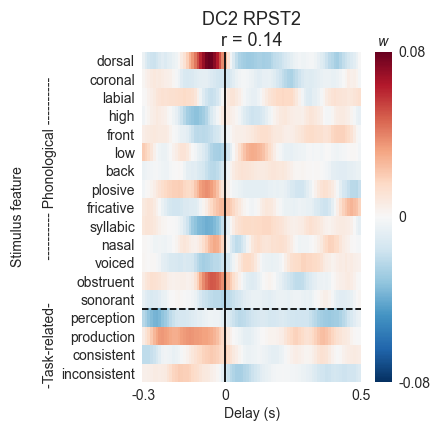 DC2 RPST2
r = 0.14
w
dorsal
coronal
labial
high
front
low
back
plosive
fricative
syllabic
nasal
voiced
obstruent
sonorant
perception
production
consistent
inconsistent
Stimulus feature
-Task-related- ---------- Phonological ----------
0.08
0
-0.08
-0.3 0 0.5
Delay (s)